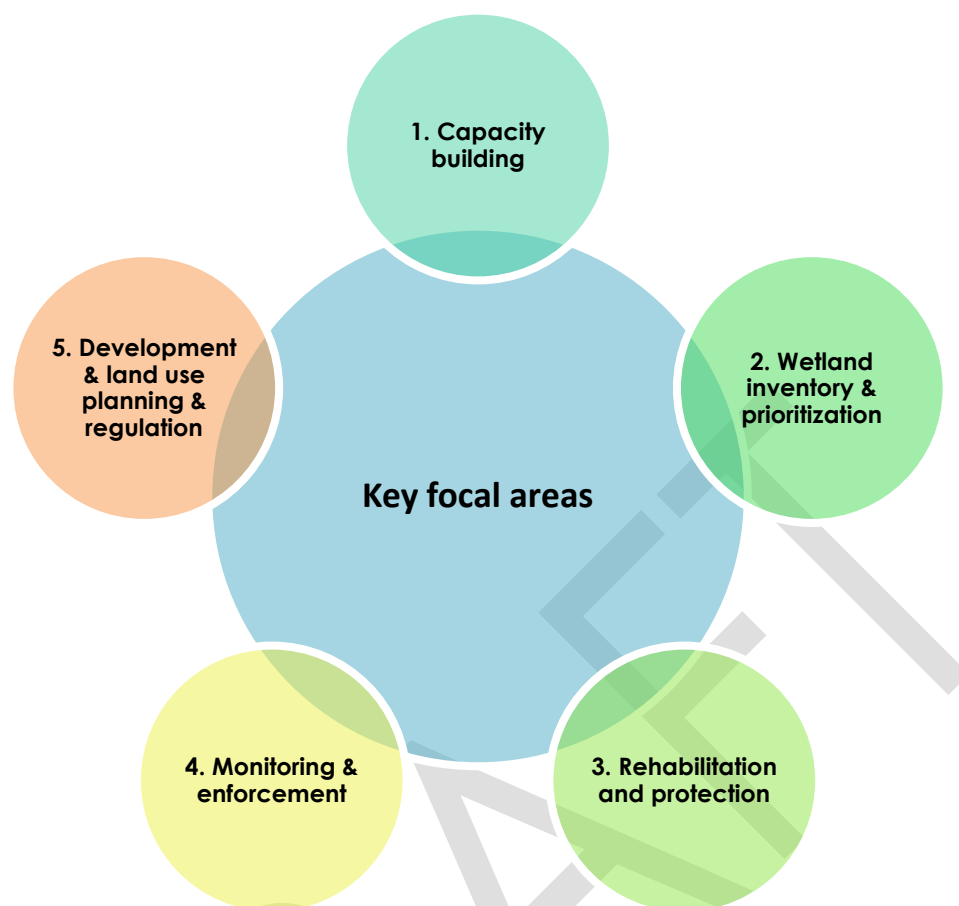 1. Capacity
building
2. Wetland
inventory &
prioritization
3. Rehabilitation
and protection
4. Monitoring &
enforcement
5. Development
& land use
planning &
regulation
Key focal areas